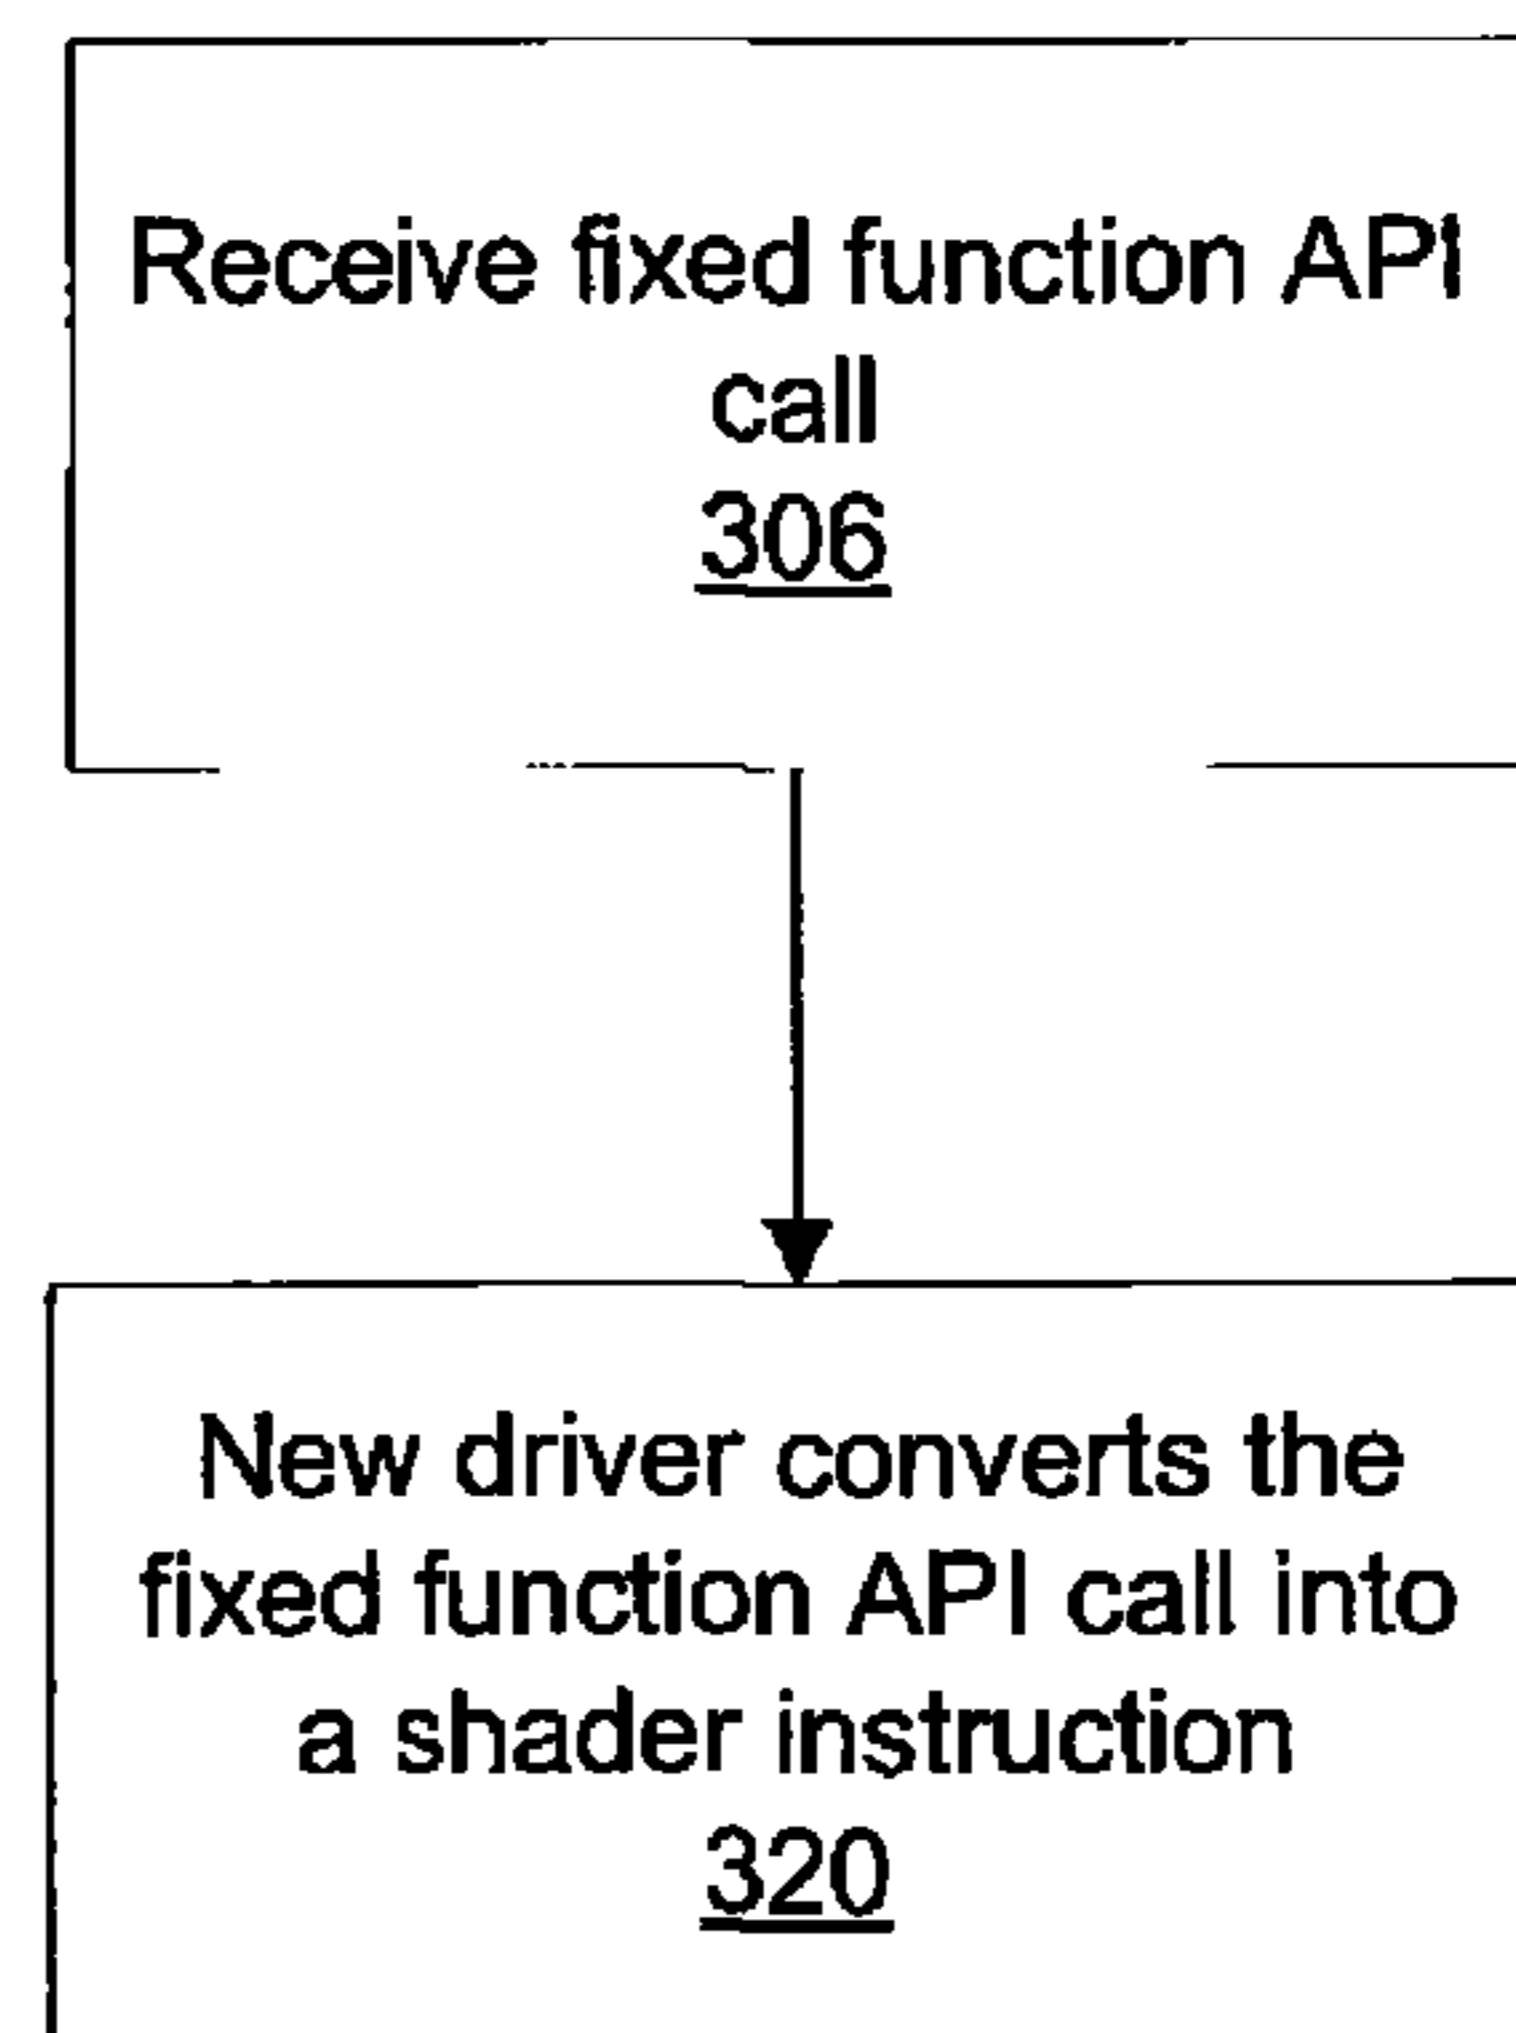 Receive fixed function API
call
306
New driver converts the
fixed function API call into
a shader instruction
320